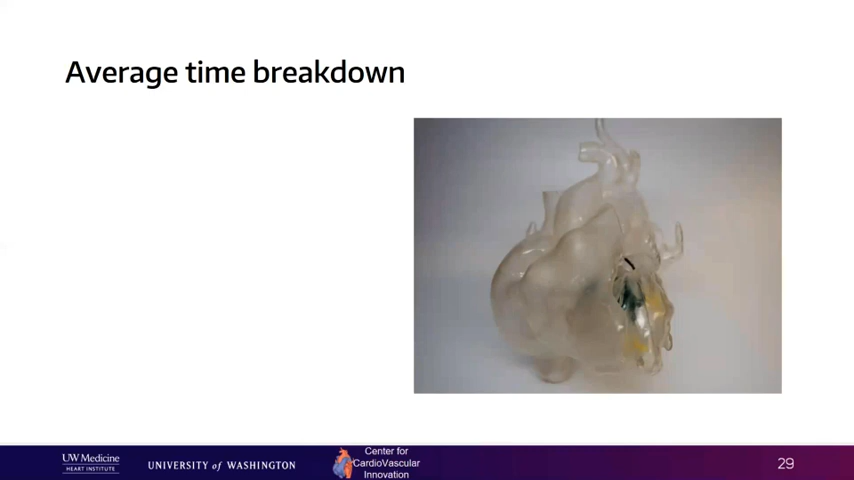 Average time breakdown
UW Medicine
HEART INSTITUTE
UNIVERSITY of WASHINGTON
Center for
CardioVascular
Innovation
29